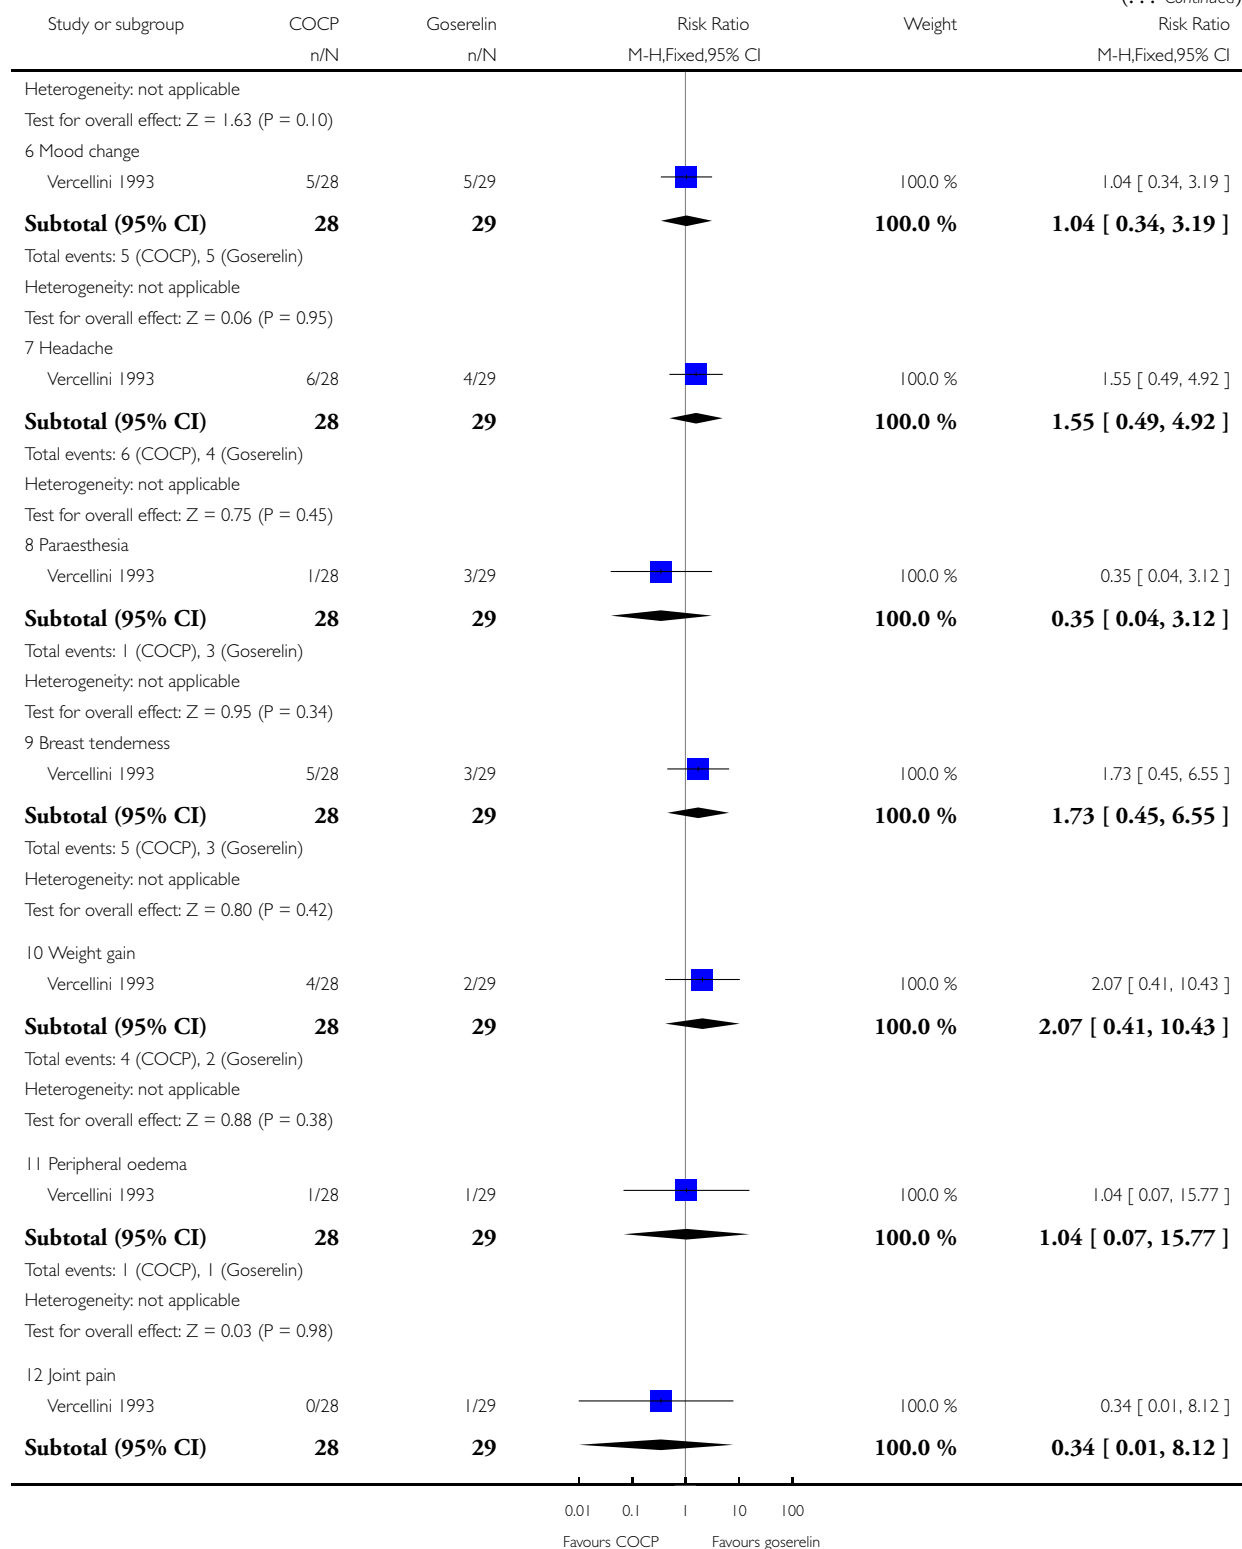 (. . . Continued)
Study or subgroup COCP Goserelin Risk Ratio Weight Risk Ratio
n/N n/N M-H,Fixed,95% CI M-H,Fixed,95% CI
Heterogeneity: not applicable
Test for overall effect: Z = 1.63 (P = 0.10)
6 Mood change
Vercellini 1993 5/28 5/29 100.0 % 1.04 [ 0.34, 3.19 ]
Subtotal (95% CI) 28 29 100.0 % 1.04 [ 0.34, 3.19 ]
Total events: 5 (COCP), 5 (Goserelin)
Heterogeneity: not applicable
Test for overall effect: Z = 0.06 (P = 0.95)
7 Headache
Vercellini 1993 6/28 4/29 100.0 % 1.55 [ 0.49, 4.92 ]
Subtotal (95% CI) 28 29 100.0 % 1.55 [ 0.49, 4.92 ]
Total events: 6 (COCP), 4 (Goserelin)
Heterogeneity: not applicable
Test for overall effect: Z = 0.75 (P = 0.45)
8 Paraesthesia
Vercellini 1993 1/28 3/29 100.0 % 0.35 [ 0.04, 3.12 ]
Subtotal (95% CI) 28 29 100.0 % 0.35 [ 0.04, 3.12 ]
Total events: 1 (COCP), 3 (Goserelin)
Heterogeneity: not applicable
Test for overall effect: Z = 0.95 (P = 0.34)
9 Breast tenderness
Vercellini 1993 5/28 3/29 100.0 % 1.73 [ 0.45, 6.55 ]
Subtotal (95% CI) 28 29 100.0 % 1.73 [ 0.45, 6.55 ]
Total events: 5 (COCP), 3 (Goserelin)
Heterogeneity: not applicable
Test for overall effect: Z = 0.80 (P = 0.42)
10 Weight gain
Vercellini 1993 4/28 2/29 100.0 % 2.07 [ 0.41, 10.43 ]
Subtotal (95% CI) 28 29 100.0 % 2.07 [ 0.41, 10.43 ]
Total events: 4 (COCP), 2 (Goserelin)
Heterogeneity: not applicable
Test for overall effect: Z = 0.88 (P = 0.38)
11 Peripheral oedema
Vercellini 1993 1/28 1/29 100.0 % 1.04 [ 0.07, 15.77 ]
Subtotal (95% CI) 28 29 100.0 % 1.04 [ 0.07, 15.77 ]
Total events: 1 (COCP), 1 (Goserelin)
Heterogeneity: not applicable
Test for overall effect: Z = 0.03 (P = 0.98)
12 Joint pain
Vercellini 1993 0/28 1/29 100.0 % 0.34 [ 0.01, 8.12 ]
Subtotal (95% CI) 28 29 100.0 % 0.34 [ 0.01, 8.12 ]
0.01 0.1 1 10 100
Favours COCP Favours goserelin